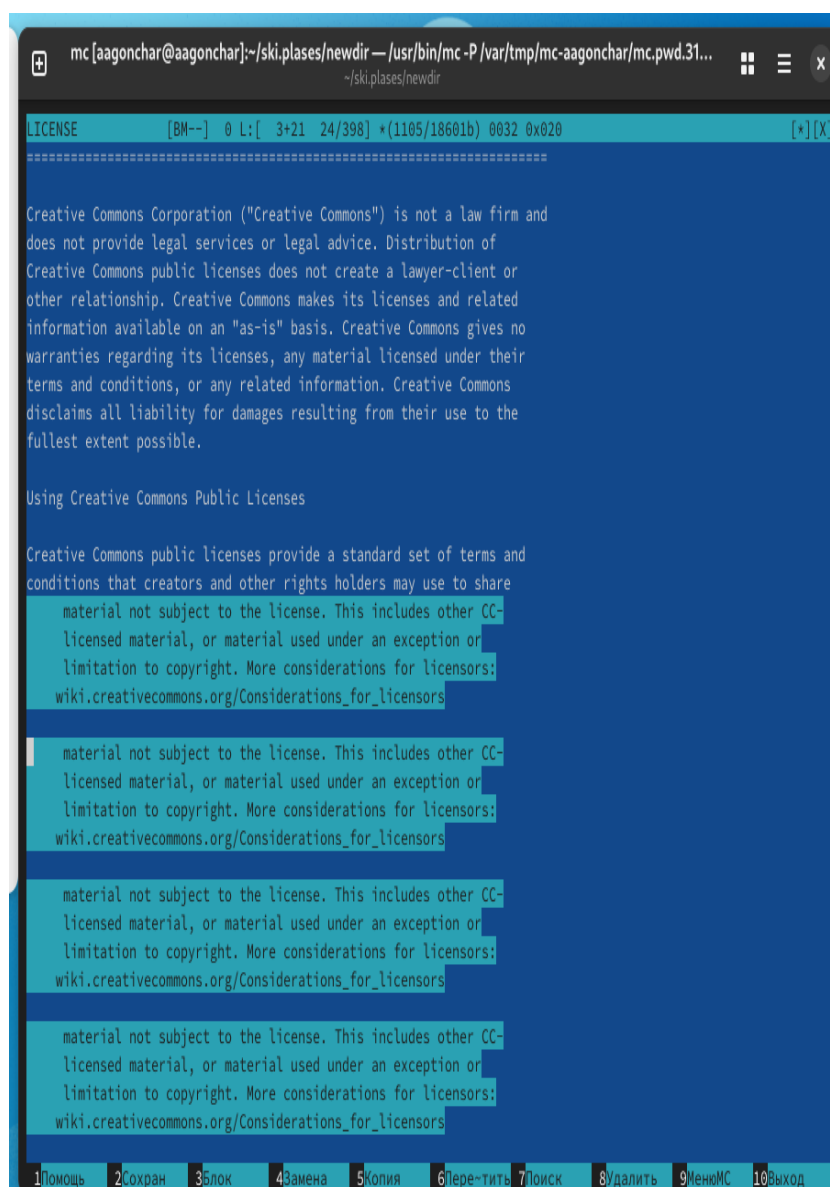 mc [aagonchar@aagonchar]:~/ski.plases/newdir — /usr/bin/mc -P /var/tmp/mc-aagonchar/mc.pwd.31...
~/ski.plases/newdir
LICENSE [BM--] 0 L:[ 3+21 24/398] *(1105/18601b) 0032 0x020 [*][X]
=======================================================================
Creative Commons Corporation ("Creative Commons") is not a law firm and
does not provide legal services or legal advice. Distribution of
Creative Commons public licenses does not create a lawyer-client or
other relationship. Creative Commons makes its licenses and related
information available on an "as-is" basis. Creative Commons gives no
warranties regarding its licenses, any material licensed under their
terms and conditions, or any related information. Creative Commons
disclaims all liability for damages resulting from their use to the
fullest extent possible.
Using Creative Commons Public Licenses
Creative Commons public licenses provide a standard set of terms and
conditions that creators and other rights holders may use to share
material not subject to the license. This includes other CC-
licensed material, or material used under an exception or
limitation to copyright. More considerations for licensors:
wiki.creativecommons.org/Considerations_for_licensors
material not subject to the license. This includes other CC-
licensed material, or material used under an exception or
limitation to copyright. More considerations for licensors:
wiki.creativecommons.org/Considerations_for_licensors
material not subject to the license. This includes other CC-
licensed material, or material used under an exception or
limitation to copyright. More considerations for licensors:
wiki.creativecommons.org/Considerations_for_licensors
material not subject to the license. This includes other CC-
licensed material, or material used under an exception or
limitation to copyright. More considerations for licensors:
wiki.creativecommons.org/Considerations_for_licensors
1Помощь 2Сохран 3Блок 4Замена 5Копия 6Пере~тить 7Поиск 8Удалить 9МенюМС 10Выход